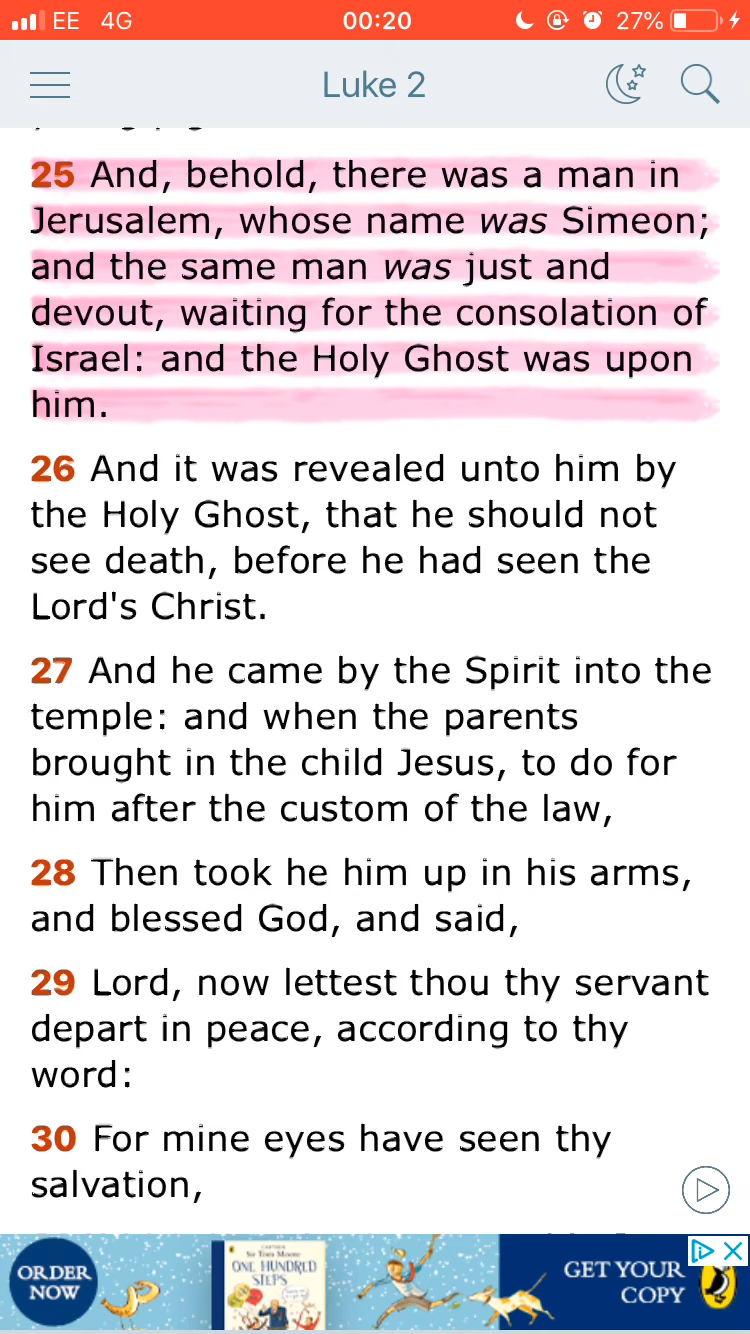 EE 4G 00:20 27%
Luke 2
25 And, behold, there was a man in
Jerusalem, whose name was Simeon;
and the same man was just and
devout, waiting for the consolation of
Israel: and the Holy Ghost was upon
him.
26 And it was revealed unto him by
the Holy Ghost, that he should not
see death, before he had seen the
Lord's Christ.
27 And he came by the Spirit into the
temple: and when the parents
brought in the child Jesus, to do for
him after the custom of the law,
28 Then took he him up in his arms,
and blessed God, and said,
29 Lord, now lettest thou thy servant
depart in peace, according to thy
word:
30 For mine eyes have seen thy
salvation,
ORDER
NOW
Sir Tom Moore
ONE HUNDRED
STEPS
GET YOUR
COPY